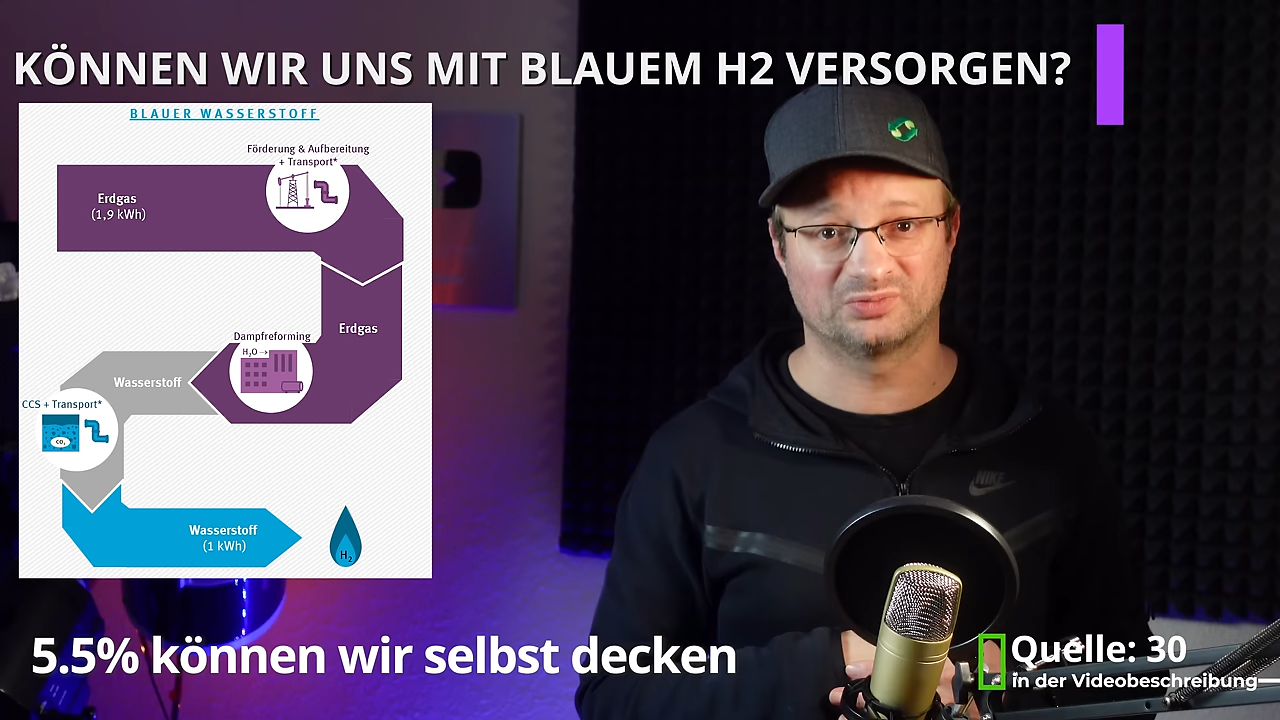 KÖNNEN WIR UNS MIT BLAUEM H2 VERSORGEN?
BLAUER WASSERSTOFF
Förderung & Aufbereitung
+ Transport*
Erdgas
(1,9 kWh)
Erdgas
Dampfreforming
H₂O →
Wasserstoff
CCS + Transport*
CO₂
Wasserstoff
(1 kWh)
H₂
NIKE
5.5% können wir selbst decken
Quelle: 30
in der Videobeschreibung